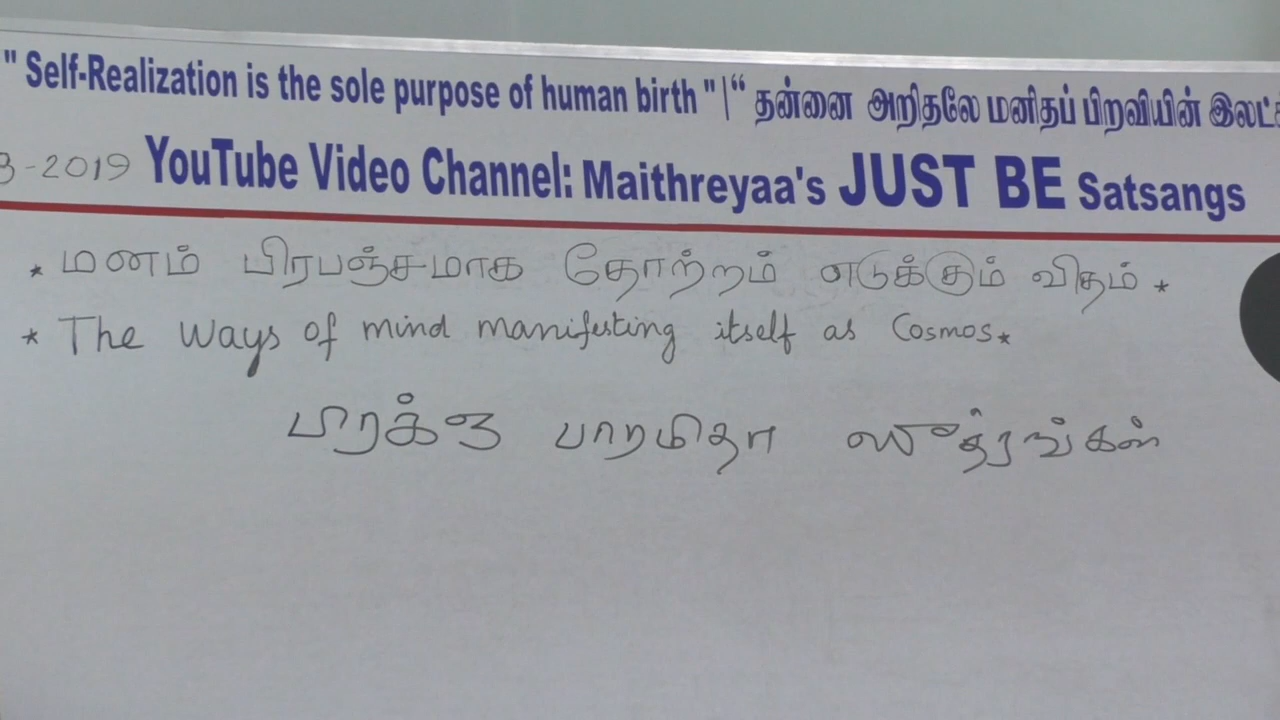 " Self-Realization is the sole purpose of human birth " | “ தன்னை அறிதலே மனிதப் பிறவியின்
3-2019 YouTube Video Channel: Maithreyaa's JUST BE Satsangs
* மனம் பிரபஞ்சமாக தோற்றம் எடுக்கும் விதம் *
* The ways of mind manifesting itself as Cosmos *
பாரமிதா ஸூத்ரங்கள்